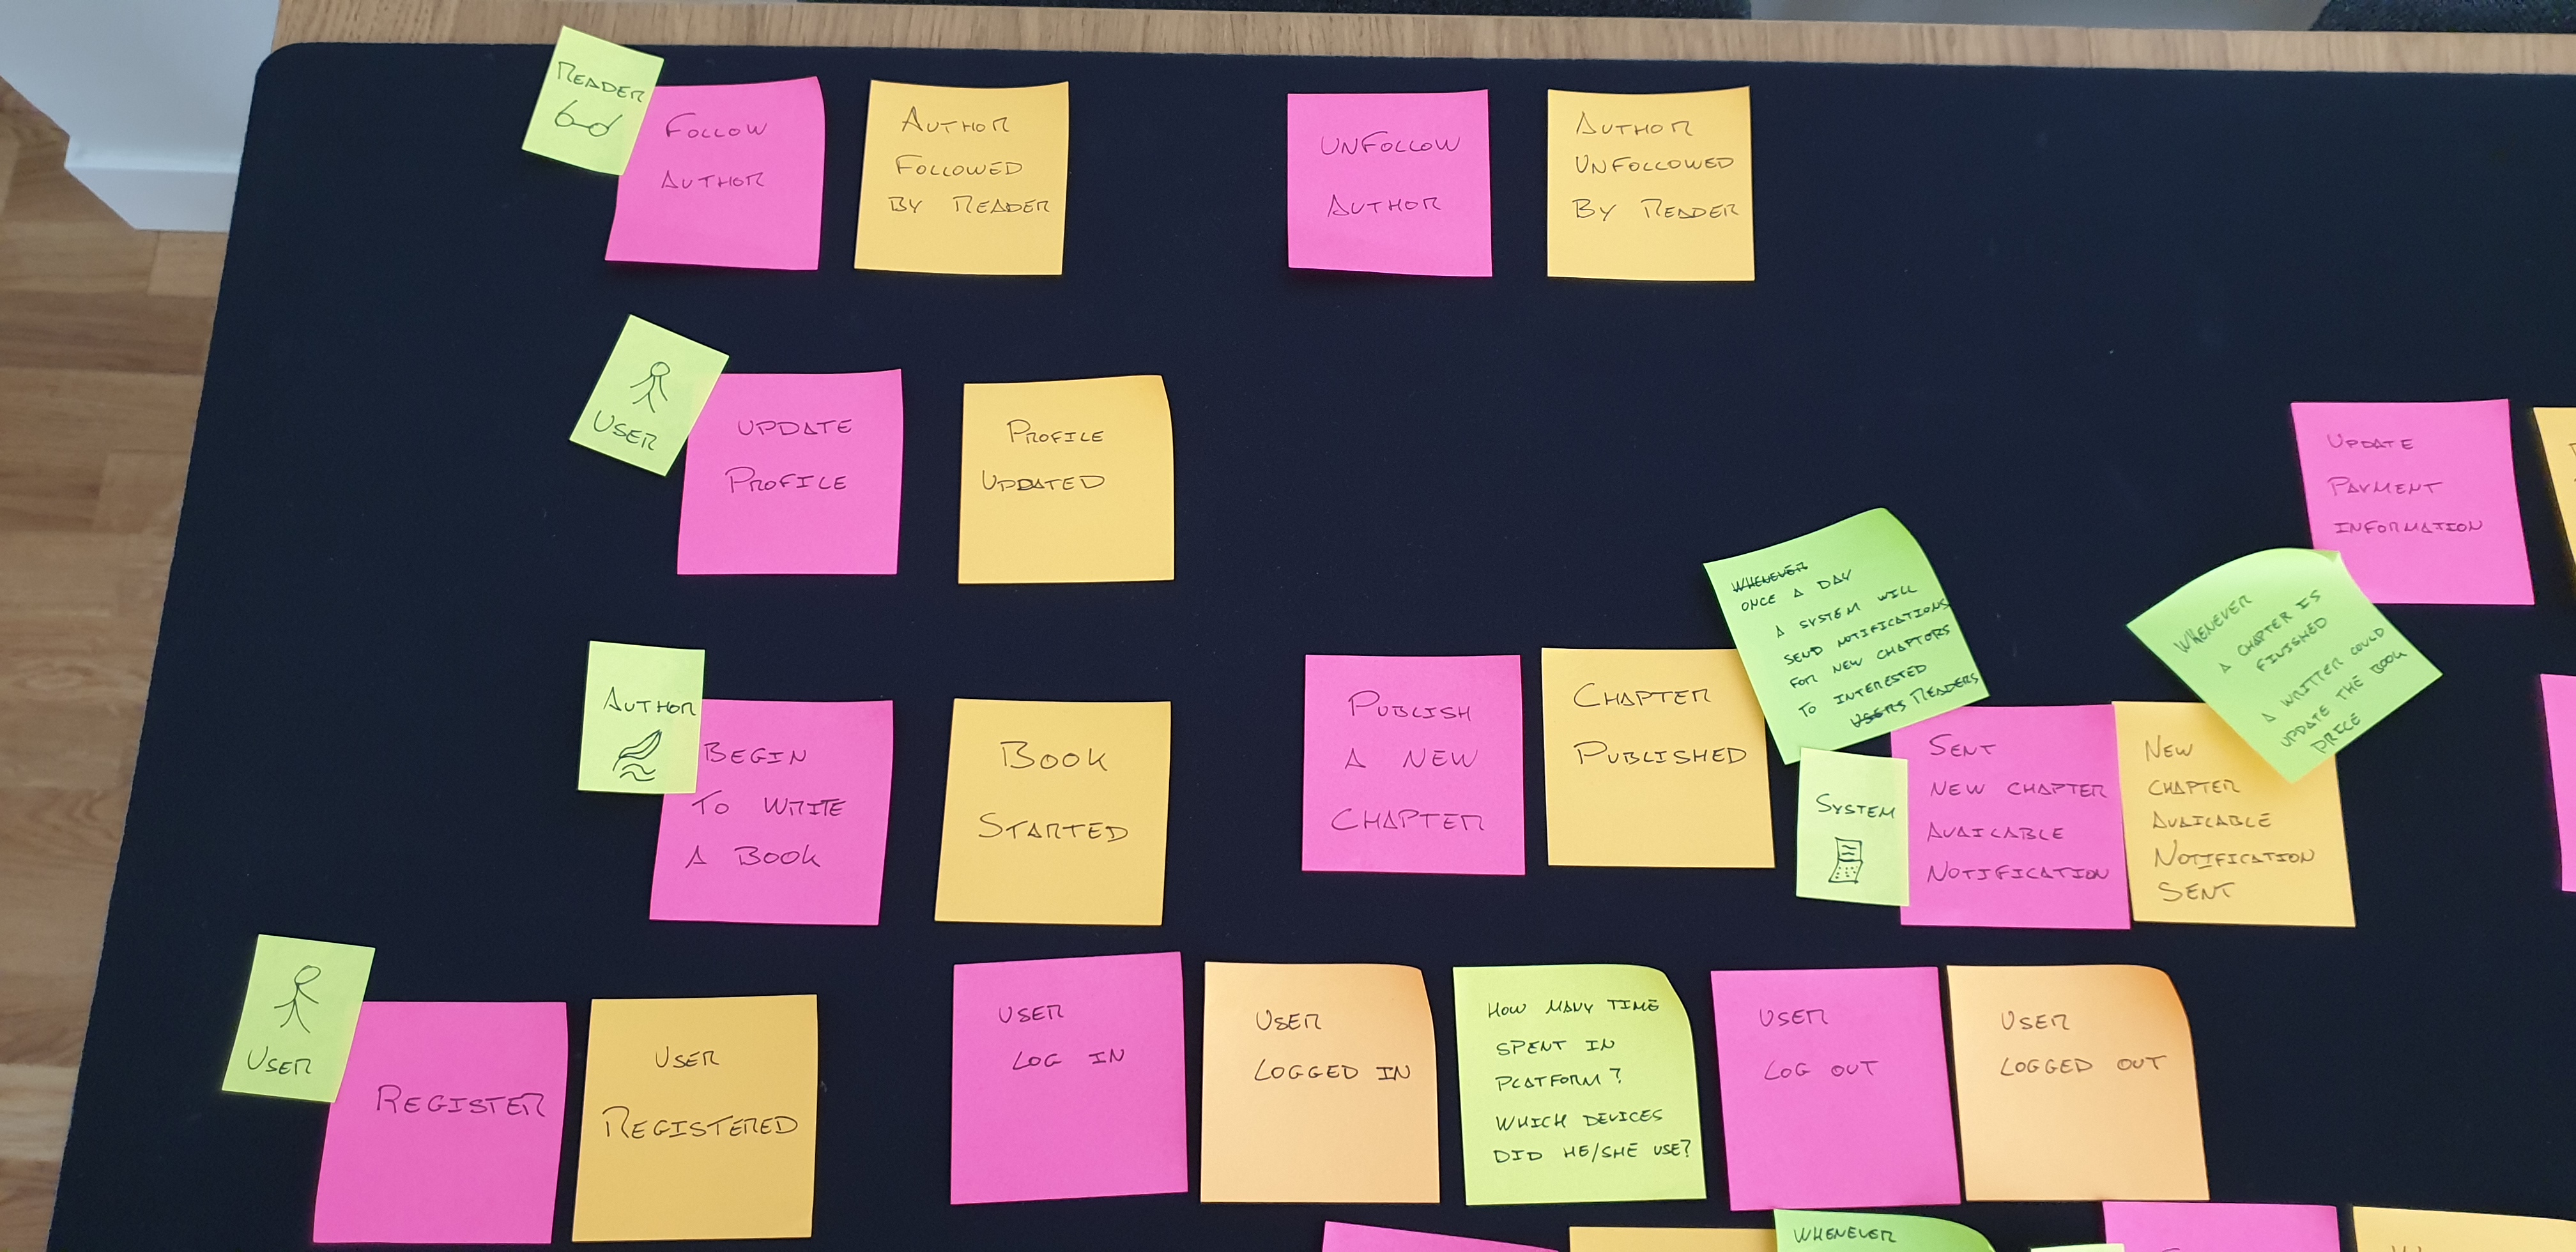 READER
FOLLOW
AUTHOR
AUTHOR
FOLLOWED
BY READER
UNFOLLOW
AUTHOR
AUTHOR
UNFOLLOWED
BY READER
USER
UPDATE
PROFILE
PROFILE
UPDATED
UPDATE
PAYMENT
INFORMATION
AUTHOR
BEGIN
TO WRITE
A BOOK
BOOK
STARTED
PUBLISH
A NEW
CHAPTER
CHAPTER
PUBLISHED
WHENEVER
ONCE A DAY
A SYSTEM WILL
SEND NOTIFICATIONS
FOR NEW CHAPTORS
TO INTERESTED
USERS READERS
SYSTEM
SENT
NEW CHAPTER
AVAILABLE
NOTIFICATION
NEW
CHAPTER
AVAILABLE
NOTIFICATION
SENT
WHENEVER
A CHAPTER IS
FINISHED
A WRITTER COULD
UPDATE THE BOOK
PRICE
USER
REGISTER
USER
REGISTERED
USER
LOG IN
USER
LOGGED IN
HOW MANY TIME
SPENT IN
PLATFORM?
WHICH DEVICES
DID HE/SHE USE?
USER
LOG OUT
USER
LOGGED OUT
WHENEVER